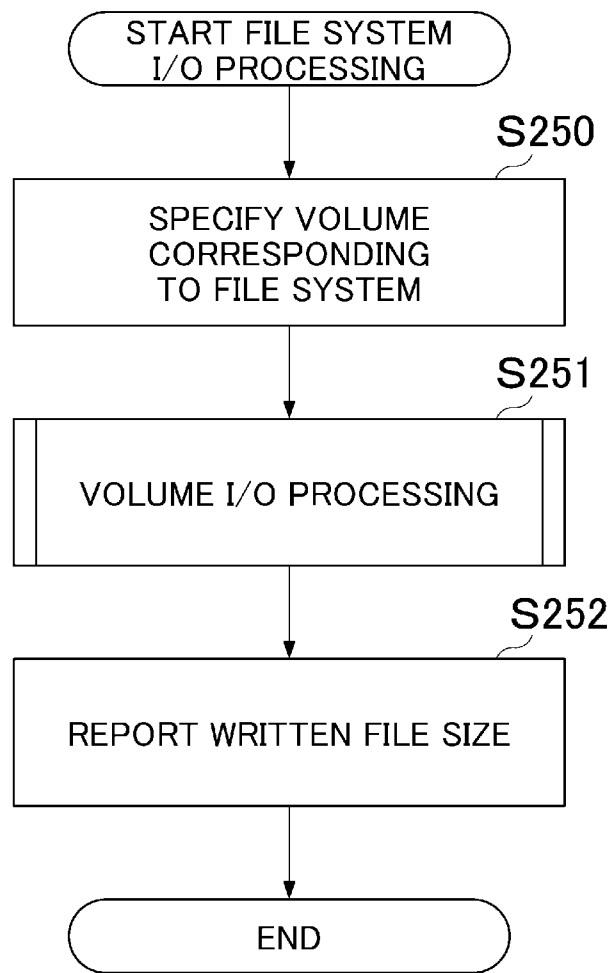 START FILE SYSTEM
I/O PROCESSING
S250
SPECIFY VOLUME
CORRESPONDING
TO FILE SYSTEM
S251
VOLUME I/O PROCESSING
S252
REPORT WRITTEN FILE SIZE
END